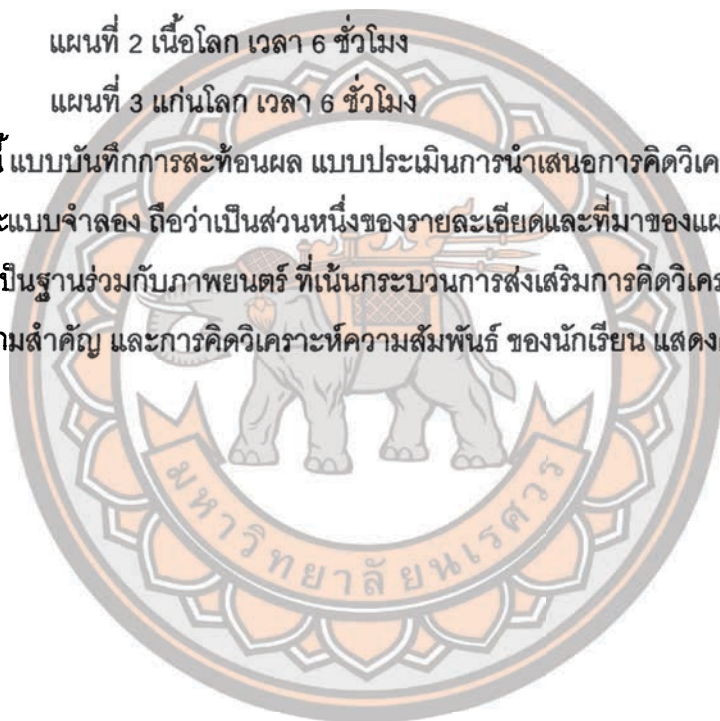 แผนที่ 2 เนื้อโลก เวลา 6 ชั่วโมง
แผนที่ 3 แก่นโลก เวลา 6 ชั่วโมง
แบบบันทึกการสะท้อนผล แบบประเมินการนำเสนอการคิดวิเค
ะแบบจำลอง ถือว่าเป็นส่วนหนึ่งของรายละเอียดและที่มาของแผ
ป็นฐานร่วมกับภาพยนตร์ ที่เน้นกระบวนการส่งเสริมการคิดวิเครา
ามสำคัญ และการคิดวิเคราะห์ความสัมพันธ์ ของนักเรียน แสดง
มหาวิทยาลัยนเรศวร